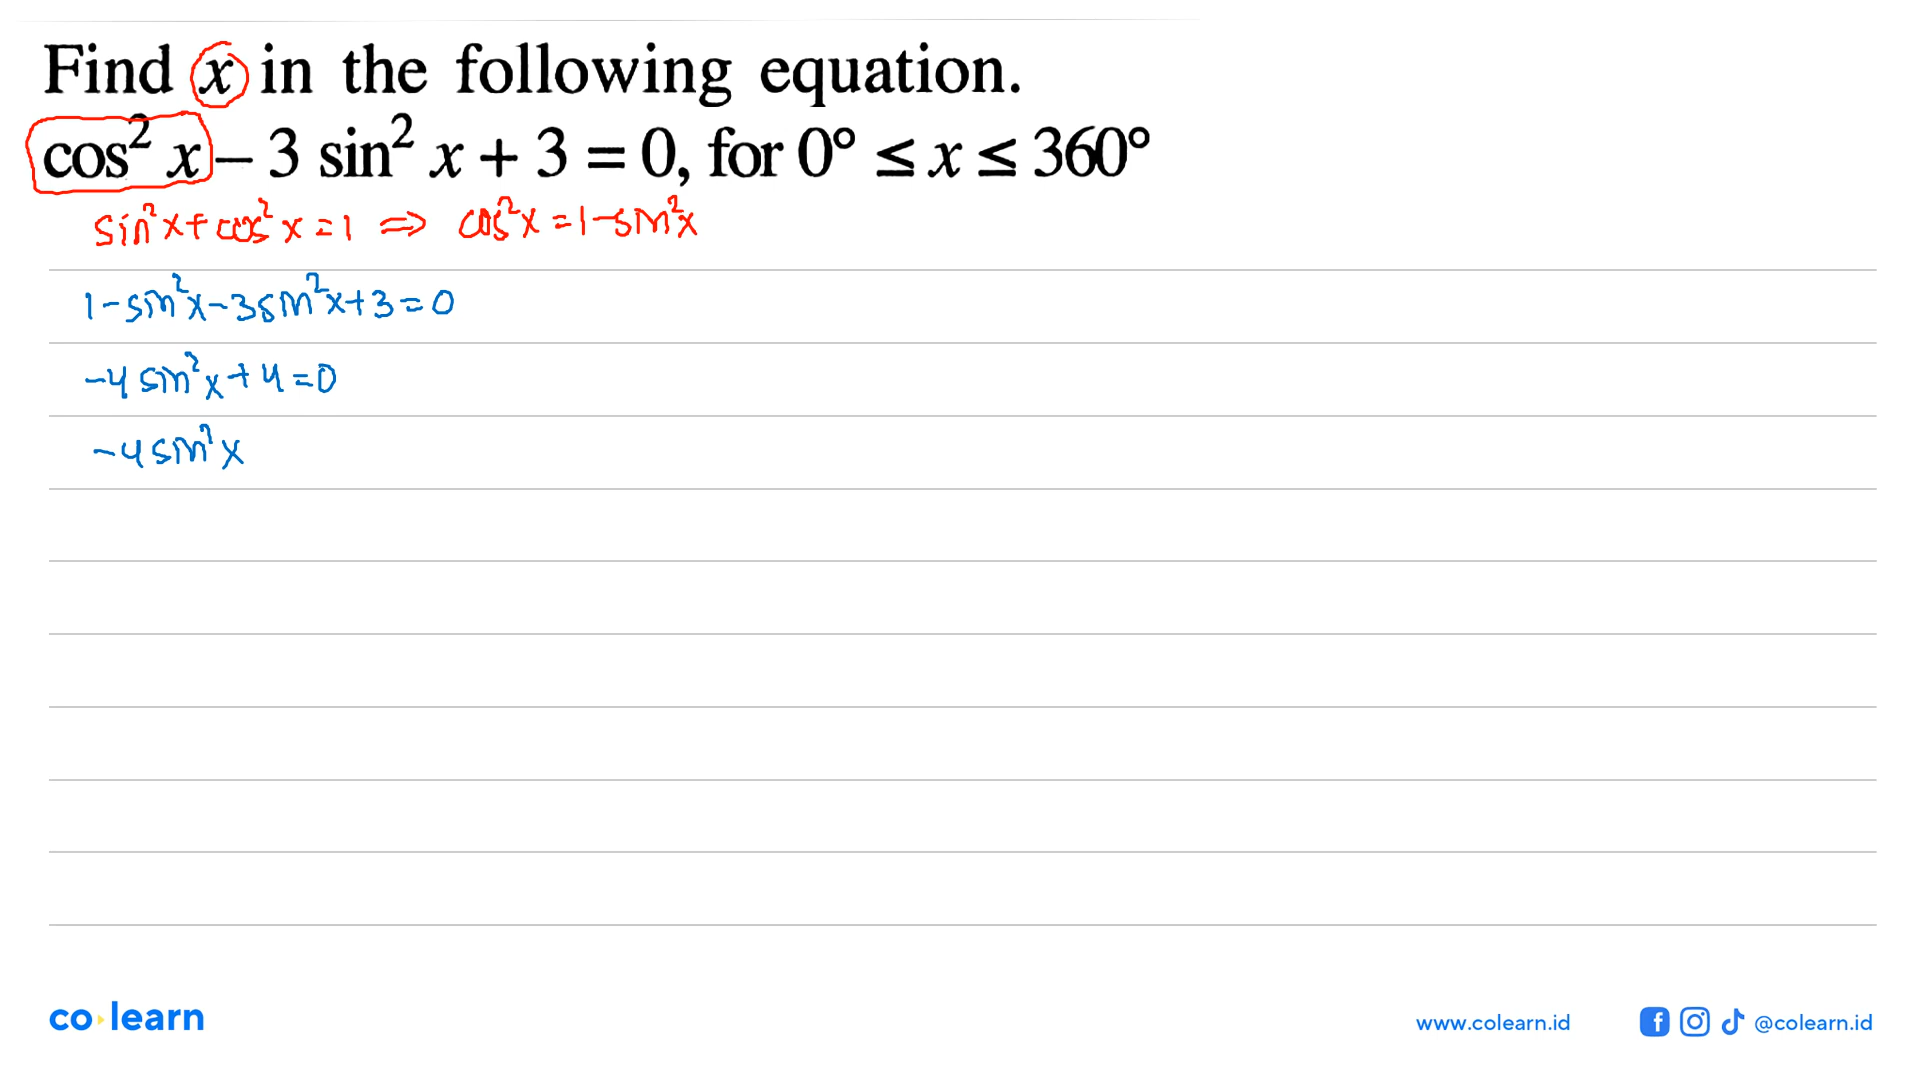 Find x in the following equation.
cos² x – 3 sin² x + 3 = 0, for 0° ≤ x ≤ 360°
sin²x + cos²x = 1 ⇒ cos²x = 1 - sin²x
1 - sin²x - 3sin²x + 3 = 0
-4 sin²x + 4 = 0
-4 sin²x
co learn
www.colearn.id @colearn.id